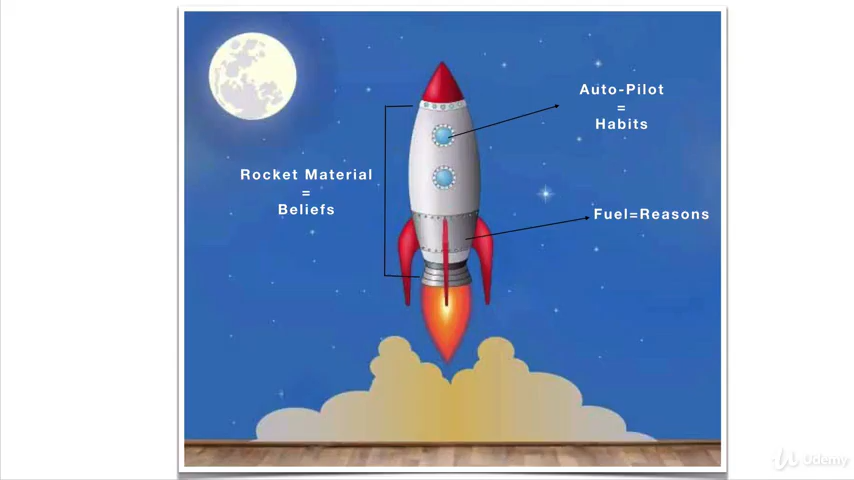 Auto-Pilot
=
Habits
Rocket Material
=
Beliefs
Fuel=Reasons
Udemy